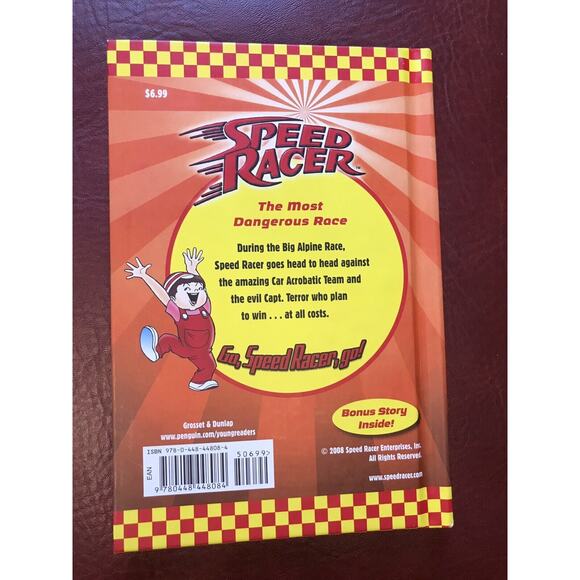 $6.99
SPEED
RACER™
The Most
Dangerous Race
During the Big Alpine Race,
Speed Racer goes head to head against
the amazing Car Acrobatic Team and
the evil Capt. Terror who plan
to win . . . at all costs.
Go, Speed Racer, go!
Bonus Story
Inside!
Grosset & Dunlap
www.penguin.com/youngreaders
© 2008 Speed Racer Enterprises, Inc.
All Rights Reserved.
www.speedracer.com
ISBN 978-0-448-44808-4
50699>
EAN
9 780448 448084